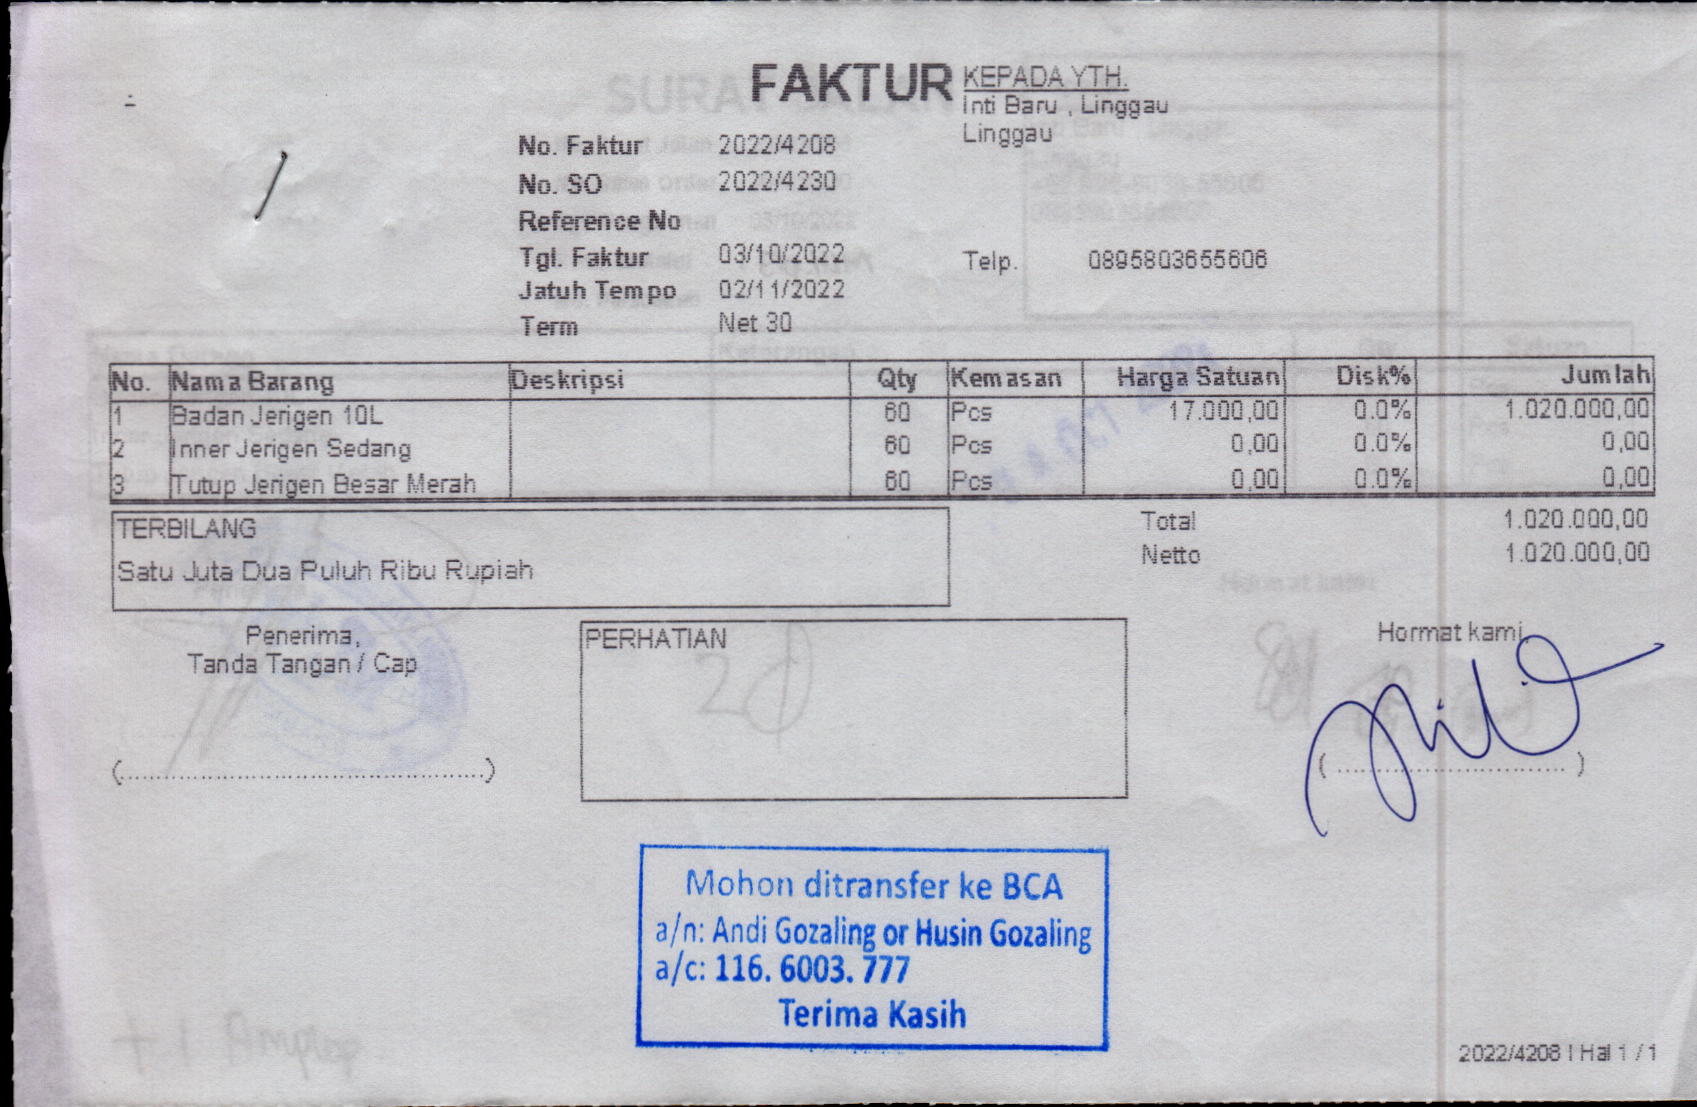 FAKTUR
KEPADA YTH.
Inti Baru , Linggau
Linggau
No. Faktur 2022/4208
No. SO 2022/4230
Reference No
Tgl. Faktur 03/10/2022
Telp. 0895803655606
Jatuh Tempo 02/11/2022
Term Net 30
No. Nama Barang Deskripsi Qty Kemasan Harga Satuan Disk% Jumlah
1 Badan Jerigen 10L 60 Pcs 17.000,00 0.0% 1.020.000,00
2 Inner Jerigen Sedang 60 Pcs 0,00 0.0% 0,00
3 Tutup Jerigen Besar Merah 60 Pcs 0,00 0.0% 0,00
TERBILANG
Satu Juta Dua Puluh Ribu Rupiah
Total 1.020.000,00
Netto 1.020.000,00
Penerima,
Tanda Tangan / Cap
PERHATIAN
Hormat kami,
Mohon ditransfer ke BCA
a/n: Andi Gozaling or Husin Gozaling
a/c: 116. 6003. 777
Terima Kasih
2022/4208 | Hal 1 / 1